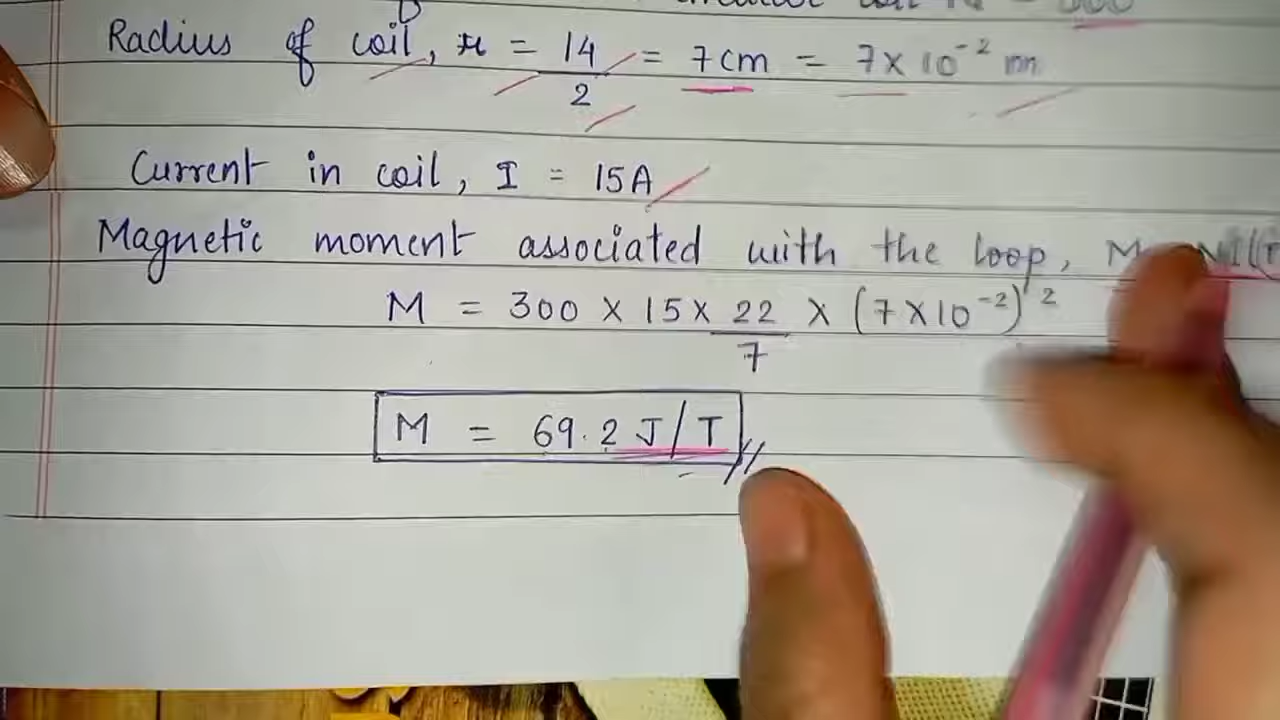 Radius of coil, r = 14/2 = 7cm = 7 × 10⁻² m
Current in coil, I = 15A
Magnetic moment associated with the loop, M
M = 300 × 15 × 22/7 × (7×10⁻²)²
M = 69.2 J/T